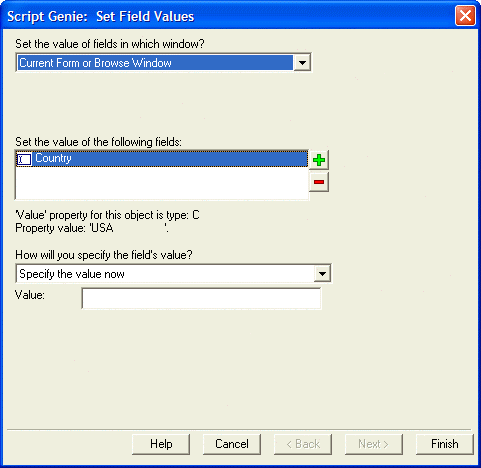 Script Genie:  Set Field Values
Set the value of fields in which window?
Current Form or Browse Window
Set the value of the following fields:
Country
'Value' property for this object is type: C
Property value: 'USA                '.
How will you specify the field's value?
Specify the value now
Value:
Help Cancel < Back Next > Finish